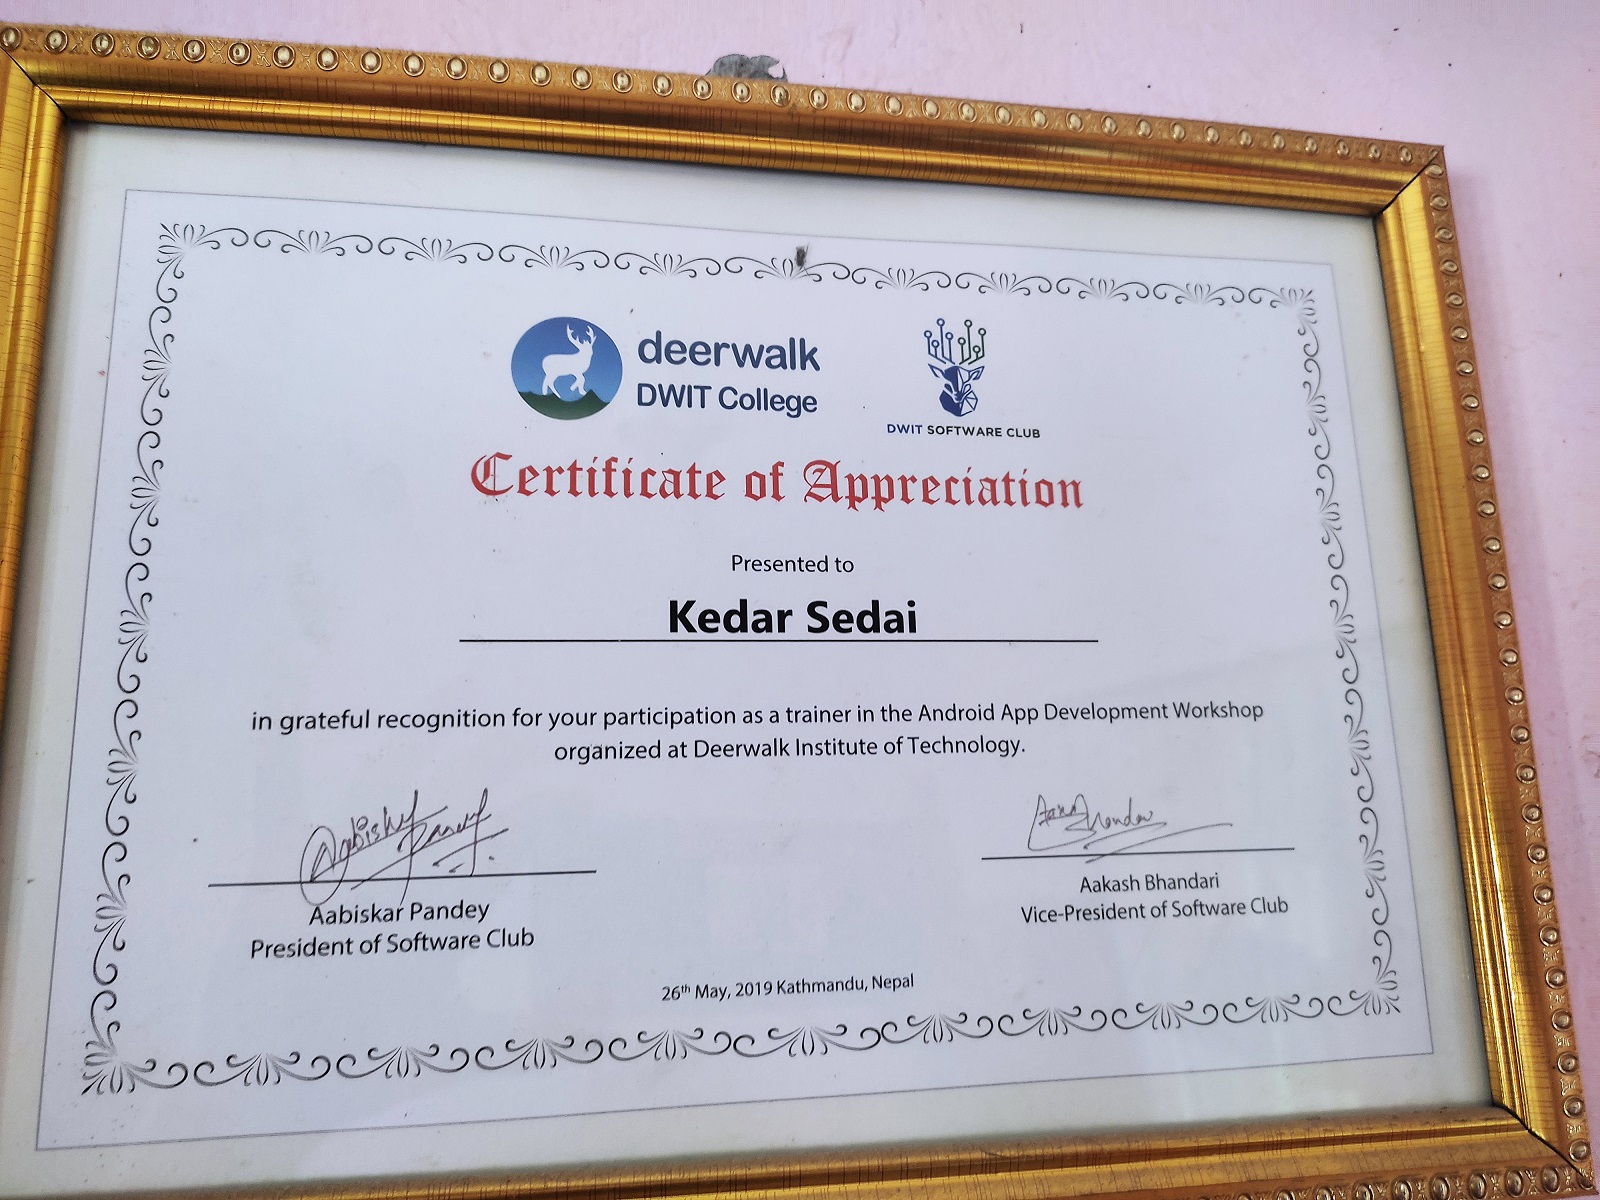 deerwalk
DWIT College
DWIT SOFTWARE CLUB
Certificate of Appreciation
Presented to
Kedar Sedai
in grateful recognition for your participation as a trainer in the Android App Development Workshop
organized at Deerwalk Institute of Technology.
Aabiskar Pandey
President of Software Club
Aakash Bhandari
Vice-President of Software Club
26th May, 2019 Kathmandu, Nepal